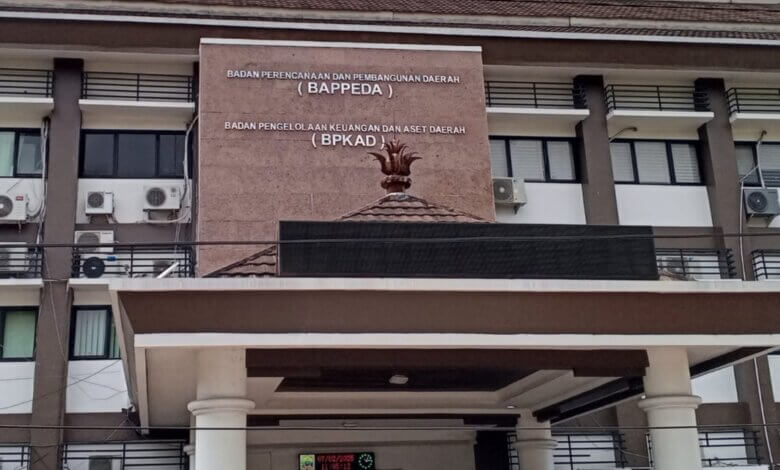 BADAN PERENCANAAN DAN PEMBANGUNAN DAERAH
( BAPPEDA )
BADAN PENGELOLAAN KEUANGAN DAN ASET DAERAH
( BPKAD )